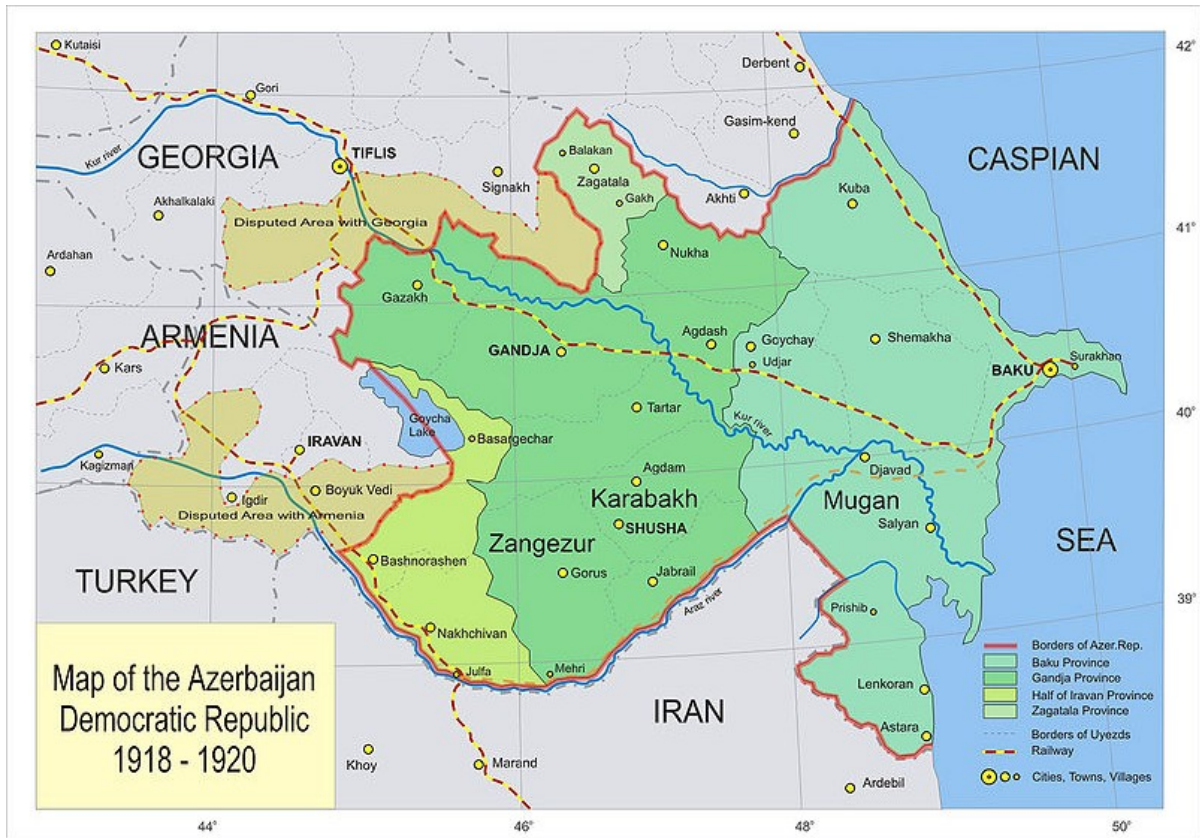 Kutaisi
Gori
Derbent
42°
Gasim-kend
GEORGIA
Kur river
TIFLIS
Balakan
CASPIAN
Signakh
Zagatala
Gakh
Akhti
Kuba
Akhalkalaki
Disputed Area with Georgia
41°
Ardahan
Nukha
Gazakh
ARMENIA
Agdash
Goychay
Shemakha
GANDJA
Udjar
Surakhan
Kars
BAKU
Tartar
Goycha
Lake
Kur river
40°
IRAVAN
Basargechar
Kagizman
Agdam
Djavad
Igdir
Boyuk Vedi
Karabakh
Mugan
Disputed Area with Armenia
SHUSHA
Salyan
Zangezur
SEA
Bashnorashen
Gorus
Jabrail
TURKEY
Araz river
39°
Prishib
Nakhchivan
Julfa
Mehri
Lenkoran
IRAN
Astara
Khoy
Marand
Ardebil
Map of the Azerbaijan
Democratic Republic
1918 - 1920
Borders of Azer.Rep.
Baku Province
Gandja Province
Half of Iravan Province
Zagatala Province
Borders of Uyezds
Railway
Cities, Towns, Villages
44°
46°
48°
50°